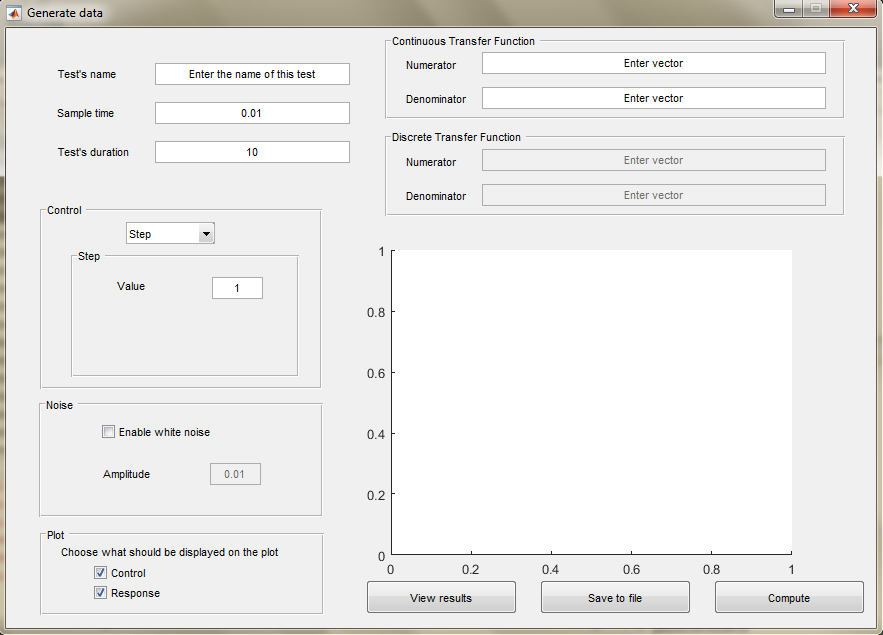 Generate data
Test's name
Enter the name of this test
Sample time
0.01
Test's duration
10
Continuous Transfer Function
Numerator
Enter vector
Denominator
Enter vector
Discrete Transfer Function
Numerator
Enter vector
Denominator
Enter vector
Control
Step
Step
Value
1
Noise
Enable white noise
Amplitude
0.01
Plot
Choose what should be displayed on the plot
Control
Response
1
0.8
0.6
0.4
0.2
0
0 0.2 0.4 0.6 0.8 1
View results
Save to file
Compute